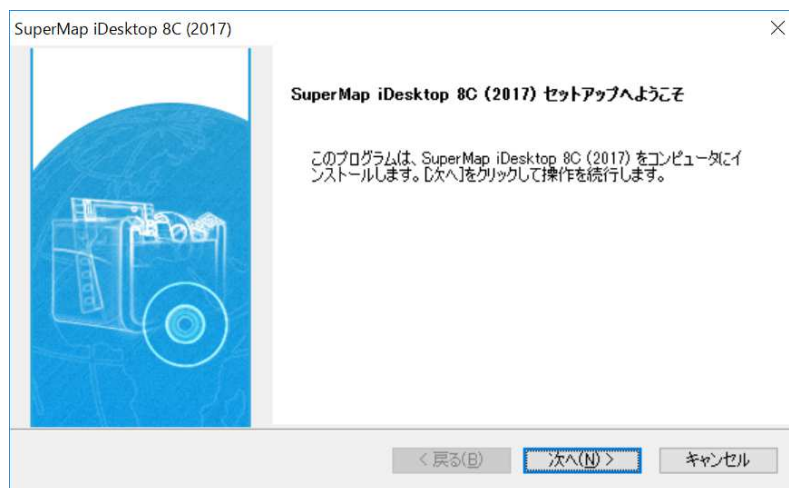 SuperMap iDesktop 8C (2017)
SuperMap iDesktop 8C (2017) セットアップへようこそ
このプログラムは、SuperMap iDesktop 8C (2017) をコンピュータにイ
ンストールします。[次へ]をクリックして操作を続行します。
< 戻る(B)
次へ(N) >
キャンセル